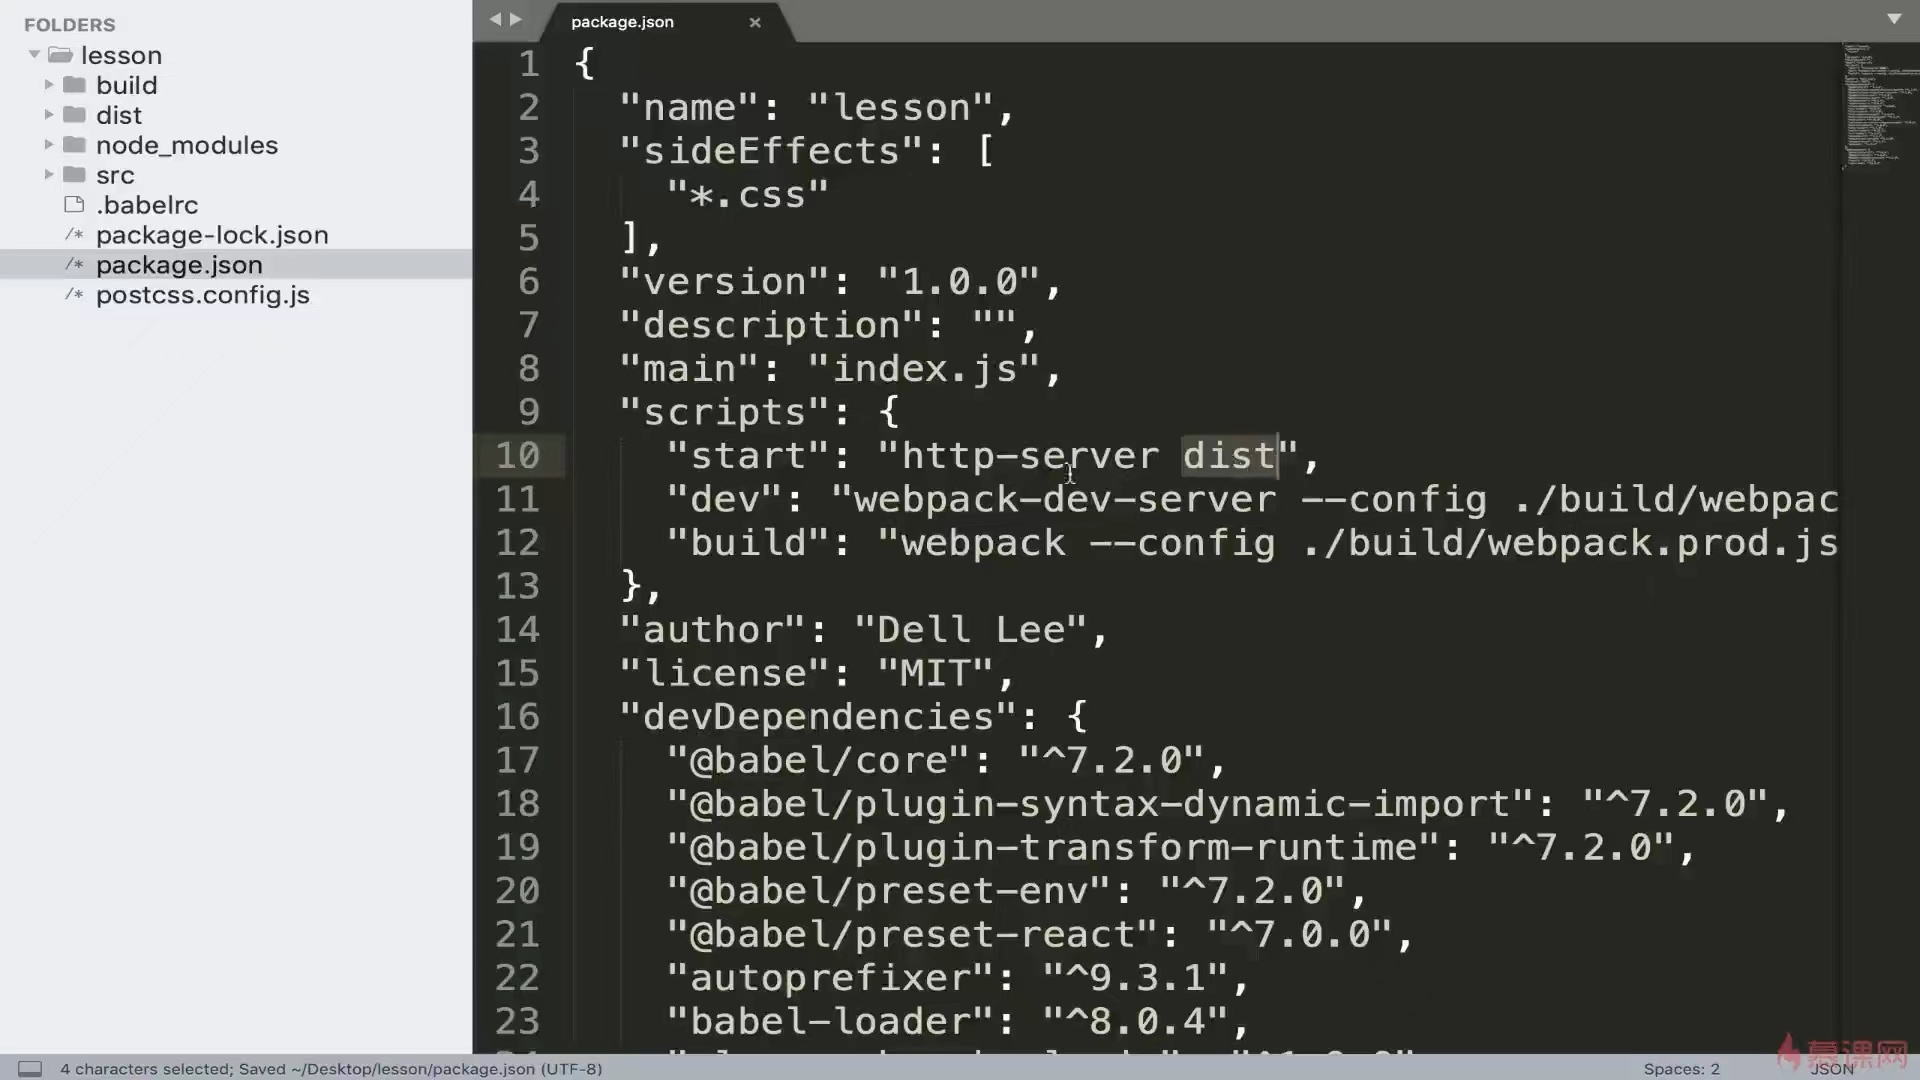 FOLDERS
lesson
build
dist
node_modules
src
.babelrc
/* package-lock.json
/* package.json
/* postcss.config.js
package.json ×
1 {
2 "name": "lesson",
3 "sideEffects": [
4 "*.css"
5 ],
6 "version": "1.0.0",
7 "description": "",
8 "main": "index.js",
9 "scripts": {
10 "start": "http-server dist",
11 "dev": "webpack-dev-server --config ./build/webpac
12 "build": "webpack --config ./build/webpack.prod.js
13 },
14 "author": "Dell Lee",
15 "license": "MIT",
16 "devDependencies": {
17 "@babel/core": "^7.2.0",
18 "@babel/plugin-syntax-dynamic-import": "^7.2.0",
19 "@babel/plugin-transform-runtime": "^7.2.0",
20 "@babel/preset-env": "^7.2.0",
21 "@babel/preset-react": "^7.0.0",
22 "autoprefixer": "^9.3.1",
23 "babel-loader": "^8.0.4",
4 characters selected; Saved ~/Desktop/lesson/package.json (UTF-8)
Spaces: 2
JSON
慕课网